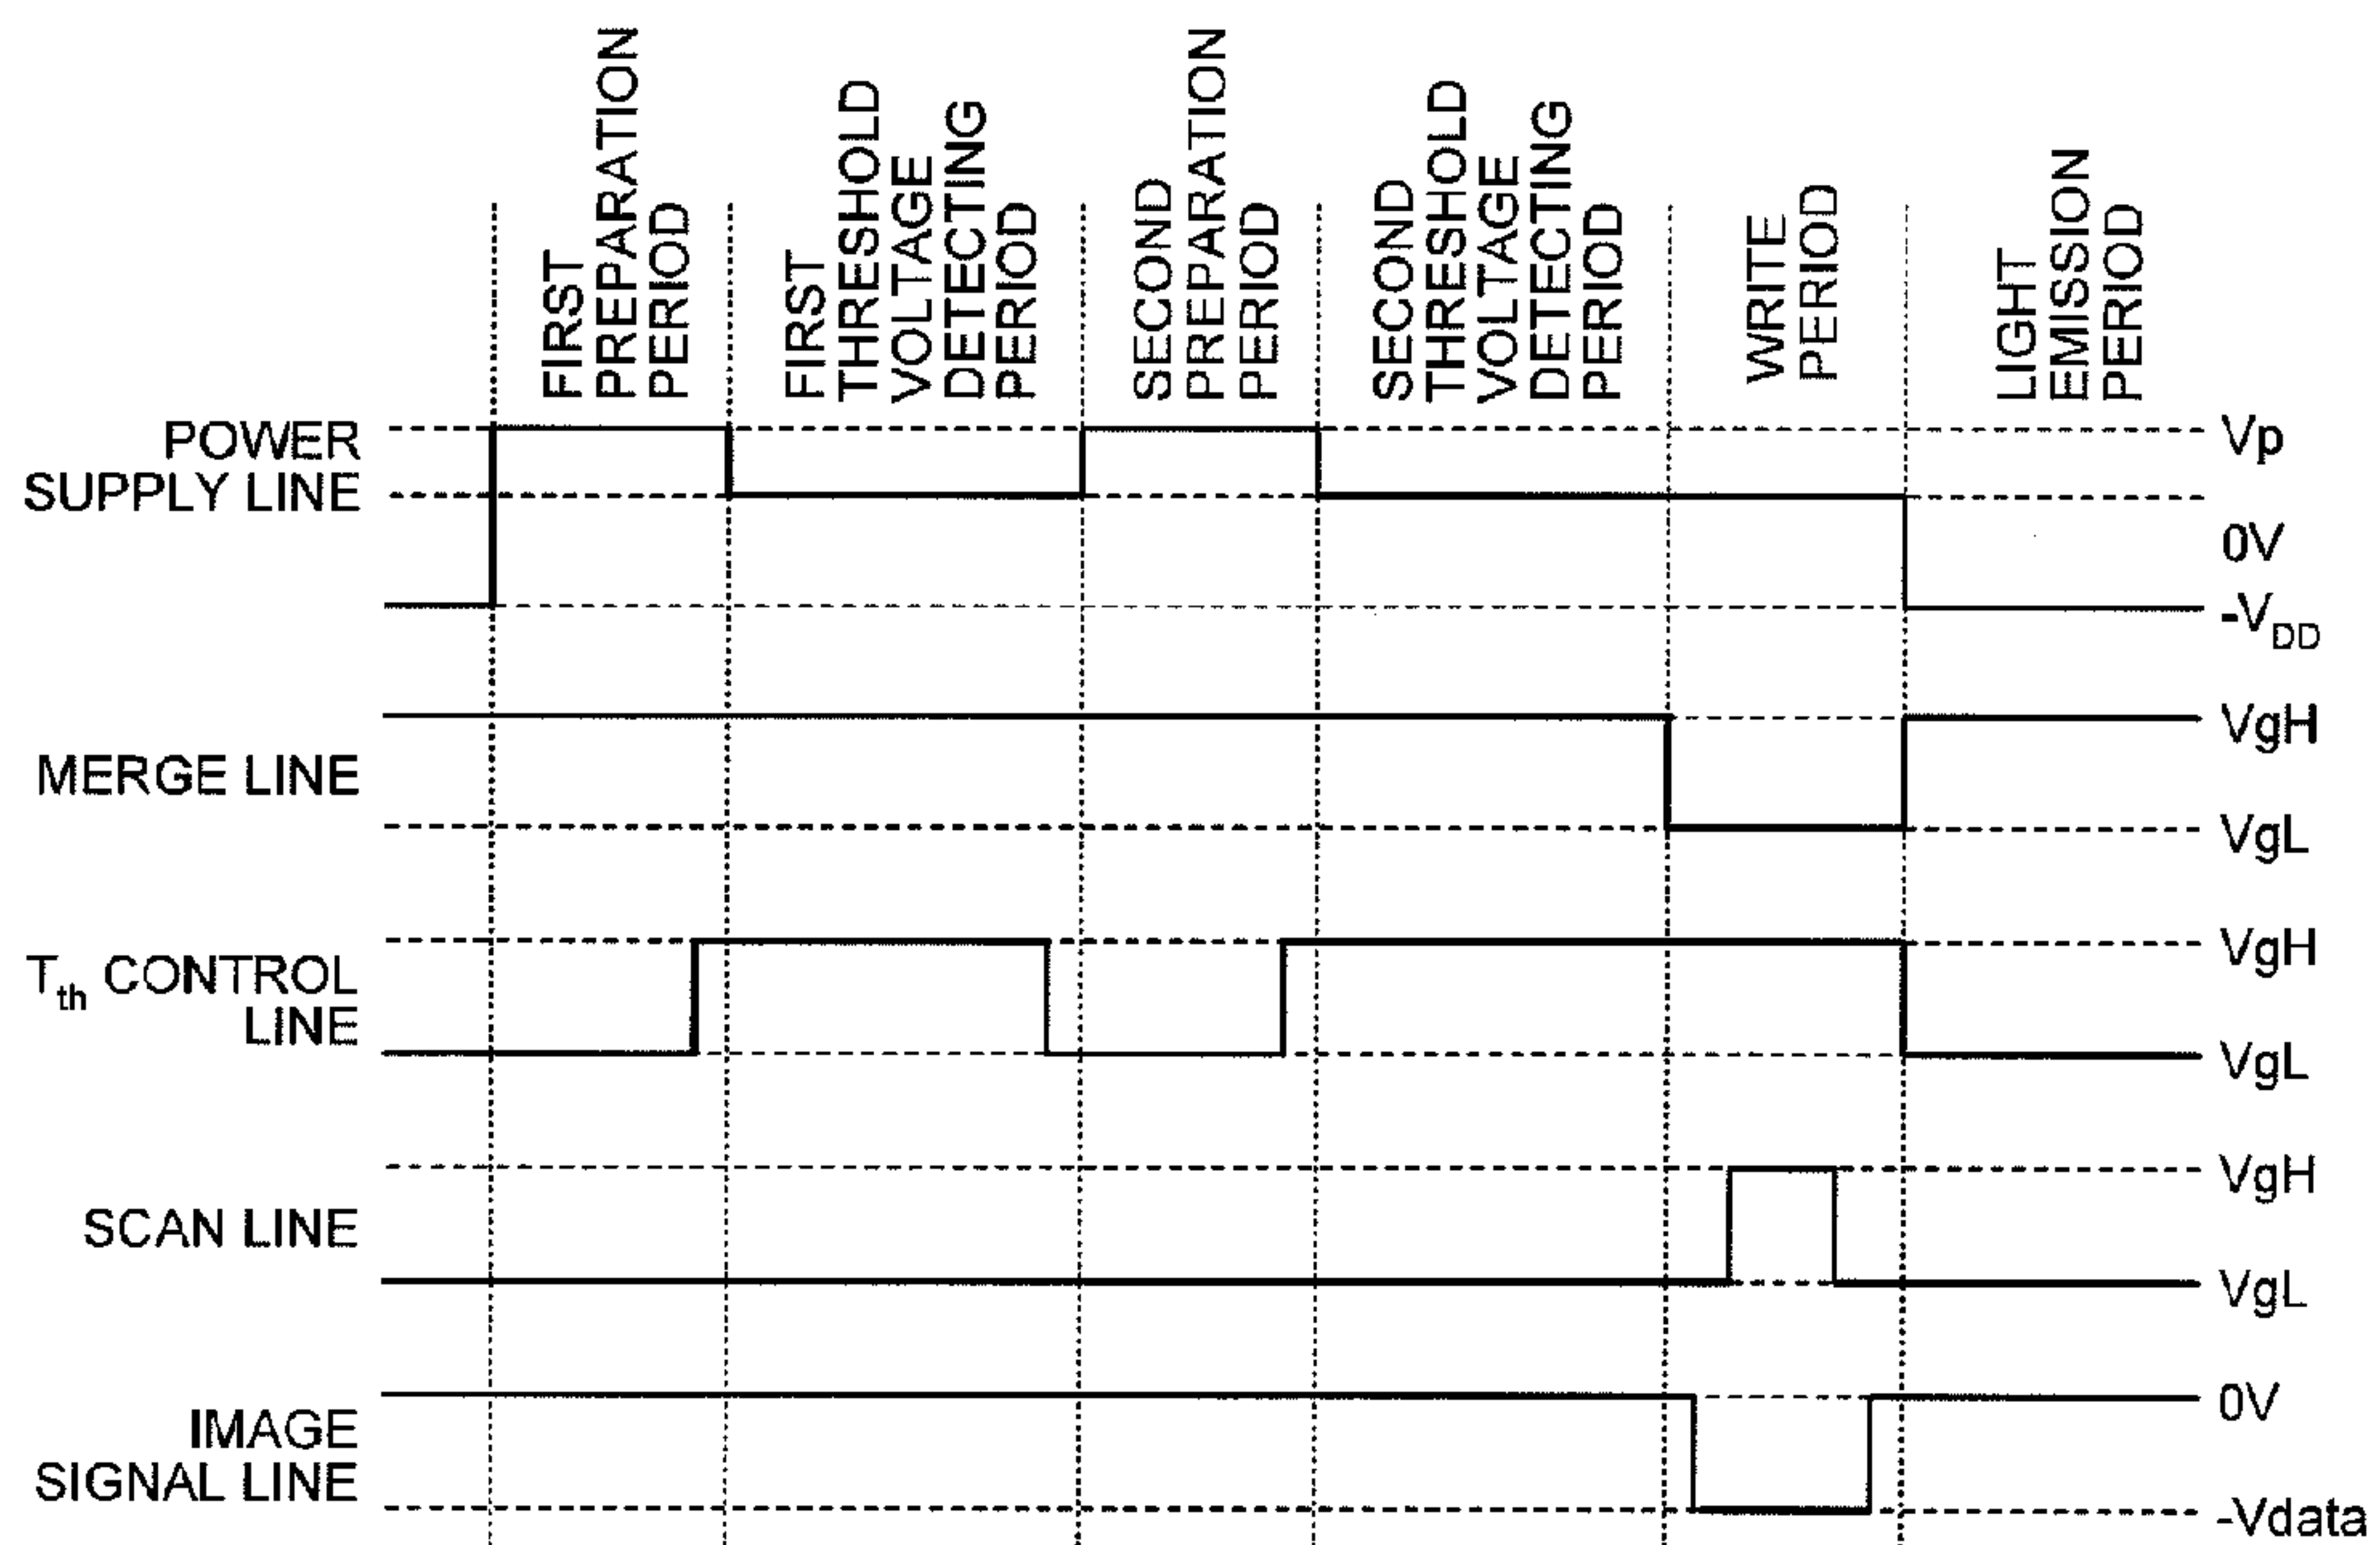 FIRST
PREPARATION
PERIOD
FIRST
THRESHOLD
VOLTAGE
DETECTING
PERIOD
SECOND
PREPARATION
PERIOD
SECOND
THRESHOLD
VOLTAGE
DETECTING
PERIOD
WRITE
PERIOD
LIGHT
EMISSION
PERIOD
POWER
SUPPLY LINE
Vp
0V
-VDD
MERGE LINE
VgH
VgL
Tth CONTROL
LINE
VgH
VgL
SCAN LINE
VgH
VgL
IMAGE
SIGNAL LINE
0V
-Vdata